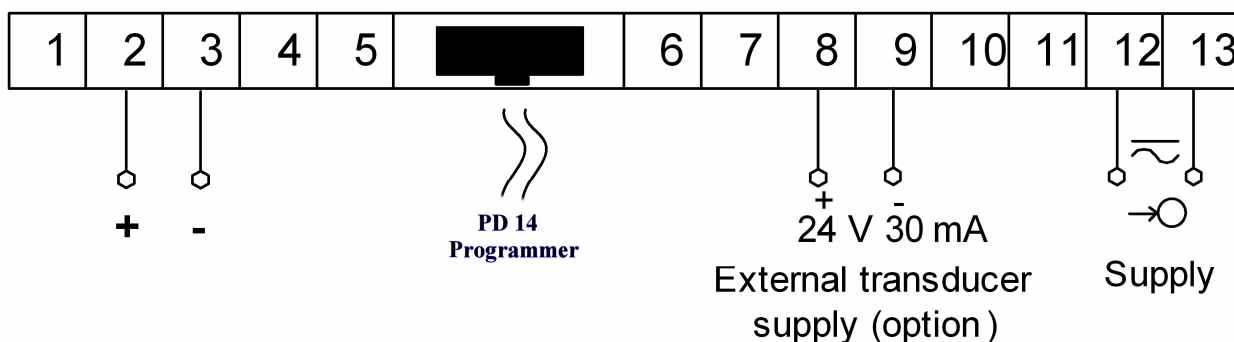 1 2 3 4 5 6 7 8 9 10 11 12 13
+ -
PD 14
Programmer
+ -
24 V 30 mA
External transducer
supply (option)
Supply